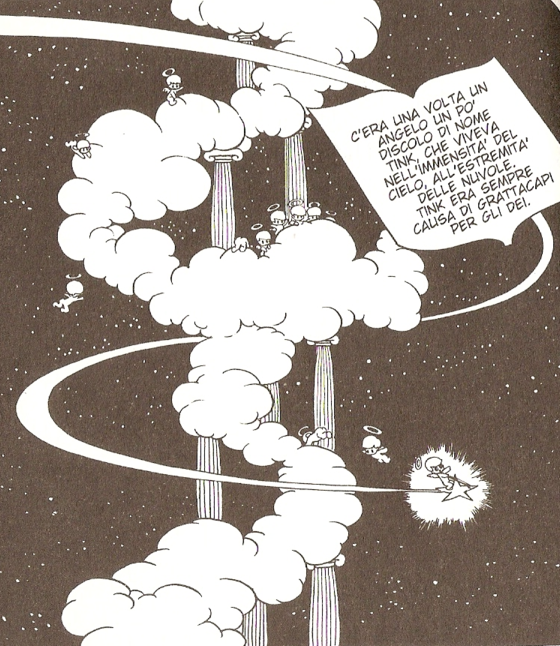 C'ERA UNA VOLTA UN
ANGELO UN PO'
DISCOLO DI NOME
TINK, CHE VIVEVA
NELL'IMMENSITA' DEL
CIELO, ALL'ESTREMITA'
DELLE NUVOLE.
TINK ERA SEMPRE
CAUSA DI GRATTACAPI
PER GLI DEI.